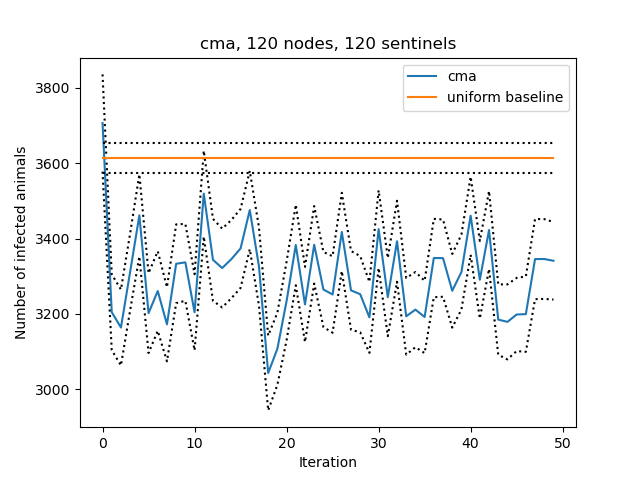 cma, 120 nodes, 120 sentinels
cma
uniform baseline
Number of infected animals
3800
3600
3400
3200
3000
0 10 20 30 40 50
Iteration